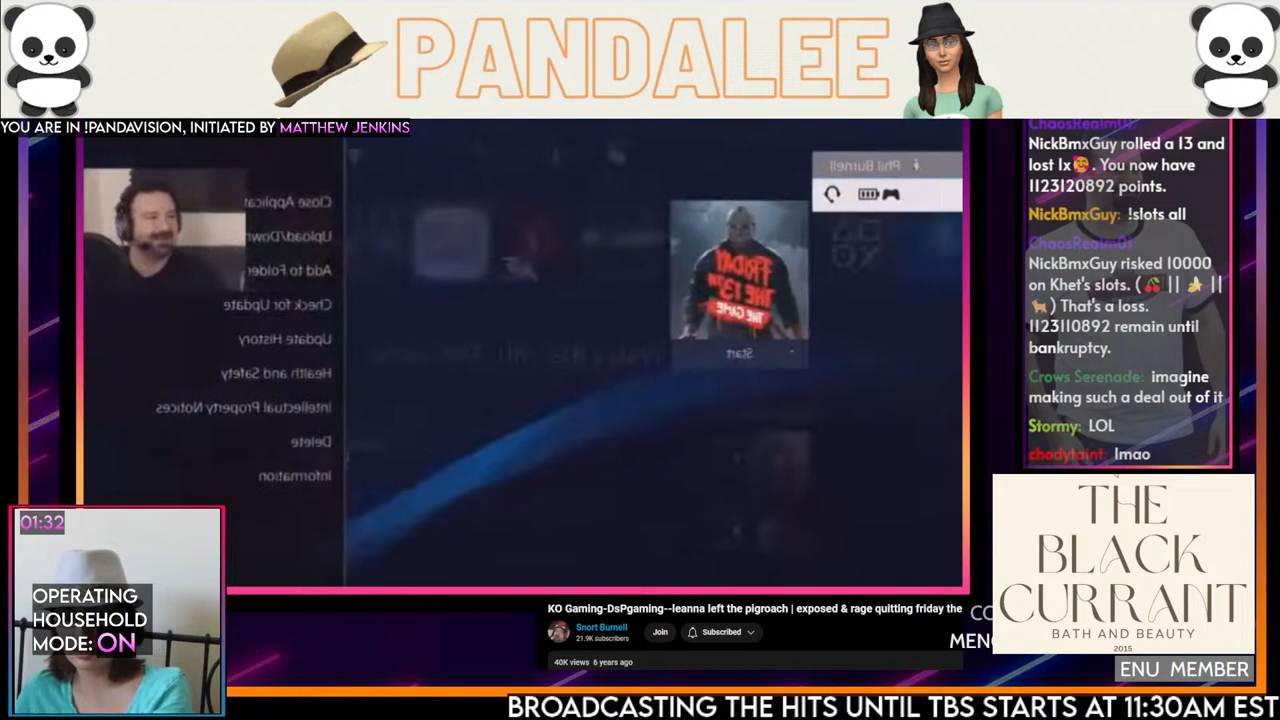 PANDALEE
YOU ARE IN !PANDAVISION, INITIATED BY MATTHEW JENKINS
Phil Burnell
Close Applicat
Upload/Down
Add to Folder
Check for Update
Update History
Health and Safety
Intellectual Property Notices
Delete
Information
FRIDAY
THE 13TH
THE GAME
Start
ChaosRealm01:
NickBmxGuy rolled a 13 and
lost 1x🥰. You now have
1123120892 points.
NickBmxGuy: !slots all
ChaosRealm01:
NickBmxGuy risked 10000
on Khet's slots. (🍒 || ⭐ ||
🐕) That's a loss.
1123110892 remain until
bankruptcy.
Crows Serenade: imagine
making such a deal out of it
Stormy: LOL
chodytaint: lmao
THE
BLACK
CURRANT
BATH AND BEAUTY
2015
ENU MEMBER
01:32
OPERATING
HOUSEHOLD
MODE: ON
KO Gaming-DsPgaming--leanna left the pigroach | exposed & rage quitting friday the
Snort Burnell
21.9K subscribers
Join
Subscribed
40K views 6 years ago
CO
MENC
BROADCASTING THE HITS UNTIL TBS STARTS AT 11:30AM EST